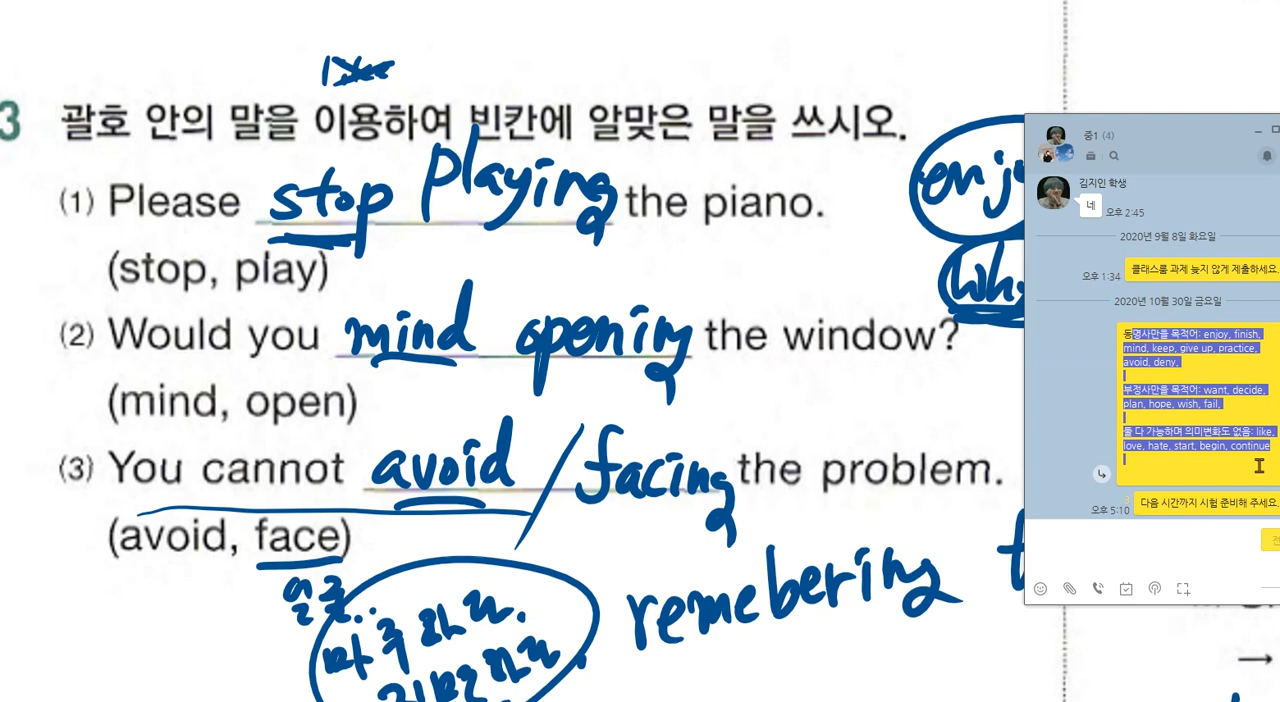 3 괄호 안의 말을 이용하여 빈칸에 알맞은 말을 쓰시오.
(1) Please stop playing the piano.
(stop, play)
(2) Would you mind opening the window?
(mind, open)
(3) You cannot avoid / facing the problem.
(avoid, face)
얼굴.
마주하다.
remebering
중1 (4)
김지인 학생
네
오후 2:45
2020년 9월 8일 화요일
오후 1:34 클래스룸 과제 늦지 않게 제출하세요.
2020년 10월 30일 금요일
동명사만을 목적어: enjoy, finish,
mind, keep, give up, practice,
avoid, deny,
부정사만을 목적어: want, decide,
plan, hope, wish, fail,
둘 다 가능하며 의미변화도 없음: like,
love, hate, start, begin, continue
3
오후 5:10 다음 시간까지 시험 준비해 주세요.
→